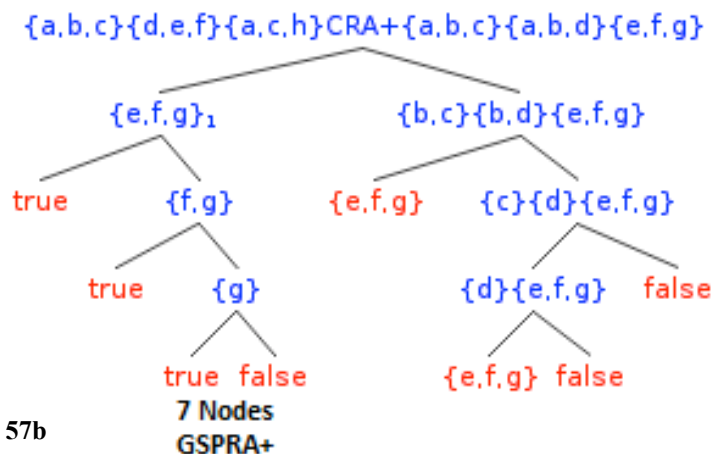 {a,b,c}{d,e,f}{a,c,h}CRA+{a,b,c}{a,b,d}{e,f,g}
{e,f,g}₁ {b,c}{b,d}{e,f,g}
true {f,g} {e,f,g} {c}{d}{e,f,g}
true {g} {d}{e,f,g} false
true false {e,f,g} false
7 Nodes
57b
GSPRA+